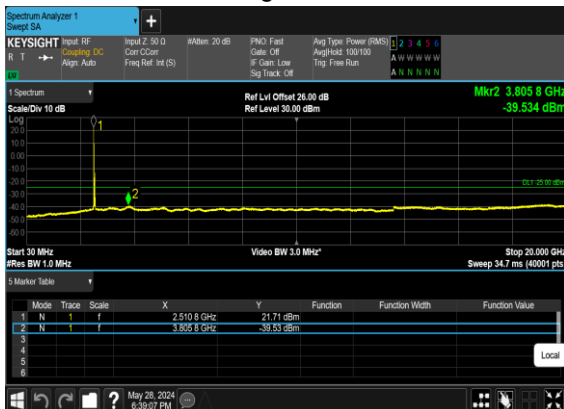 Spectrum Analyzer 1
Swept SA
+
KEYSIGHT Input: RF Input Z: 50 Ω #Atten: 20 dB PNO: Fast Avg Type: Power (RMS) 1 2 3 4 5 6
R T Coupling: DC Corr CCorr Gate: Off Avg|Hold: 100/100 A W W W W W
Align: Auto Freq Ref: Int (S) IF Gain: Low Trig: Free Run
LXI Sig Track: Off A N N N N N
1 Spectrum Ref Lvl Offset 26.00 dB Mkr2 3.805 8 GHz
Scale/Div 10 dB Ref Level 30.00 dBm -39.534 dBm
Log
20.0
10.0
0.00
-10.0
-20.0
-30.0
-40.0
-50.0
-60.0
1
2
DL1 -25.00 dBm
Start 30 MHz Video BW 3.0 MHz* Stop 20.000 GHz
#Res BW 1.0 MHz Sweep 34.7 ms (40001 pts)
5 Marker Table
Mode Trace Scale X Y Function Function Width Function Value
1 N 1 f 2.510 8 GHz 21.71 dBm
2 N 1 f 3.805 8 GHz -39.53 dBm
3
4
5
6
Local
? May 28, 2024
6:39:07 PM